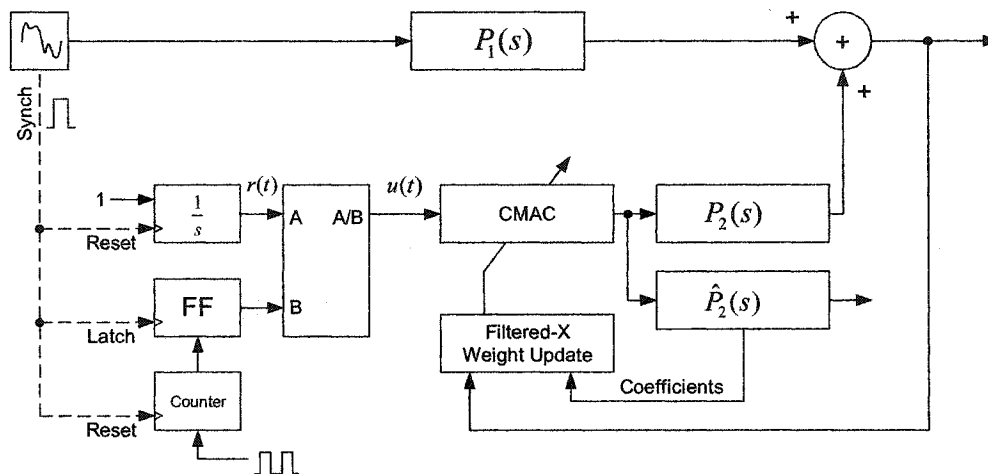 P₁(s)
+
+
+
Synch
r(t)
u(t)
1
1/s
A
A/B
CMAC
P₂(s)
Reset
B
FF
P̂₂(s)
Latch
Filtered-X
Weight Update
Counter
Coefficients
Reset